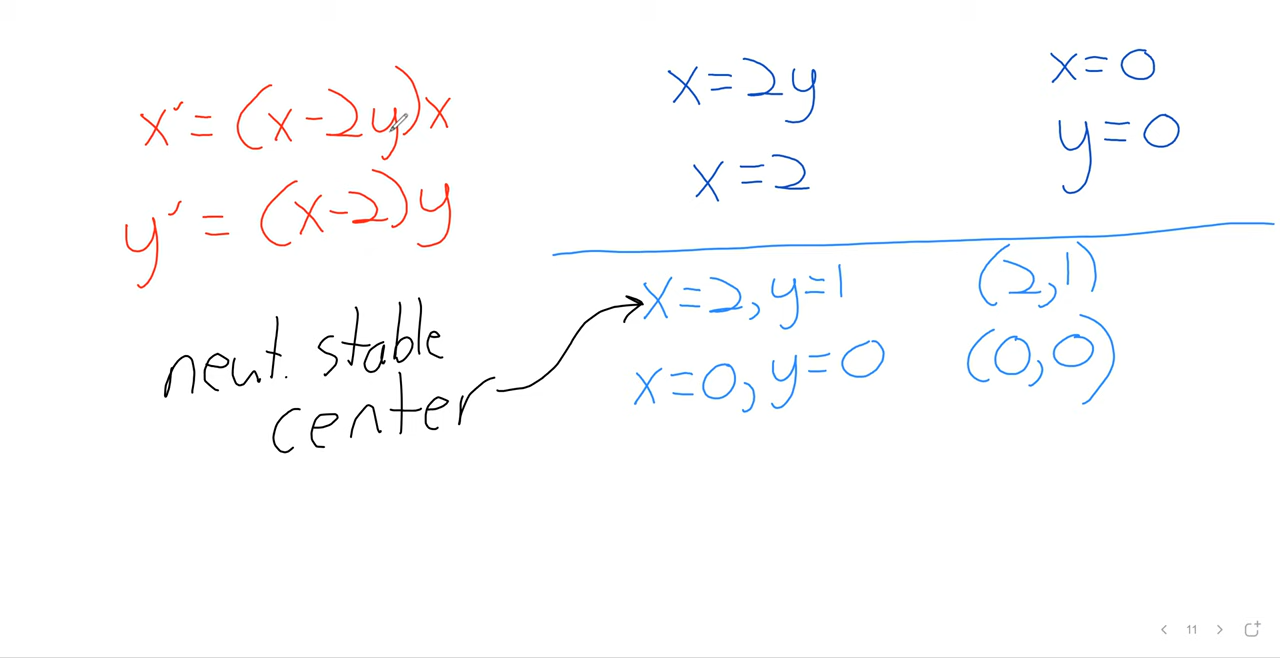 x' = (x-2y)x
y' = (x-2)y
x=2y
x=2
x=0
y=0
x=2, y=1 (2,1)
x=0, y=0 (0,0)
neut. stable
center
11